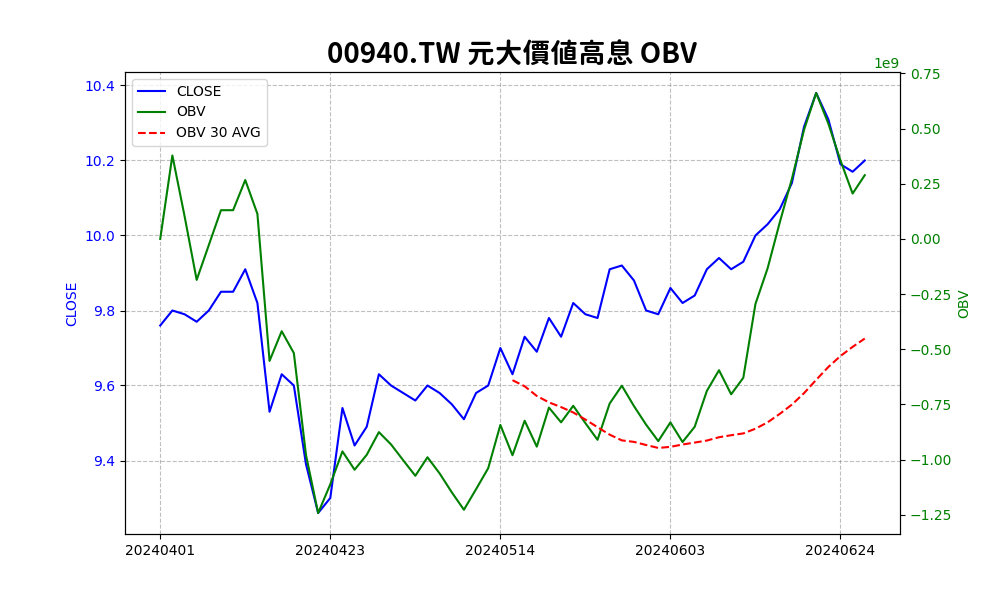 00940.TW 元大價值高息 OBV
1e9
CLOSE
OBV
OBV 30 AVG
10.4
10.2
10.0
9.8
9.6
9.4
CLOSE
0.75
0.50
0.25
0.00
−0.25
−0.50
−0.75
−1.00
−1.25
OBV
20240401
20240423
20240514
20240603
20240624